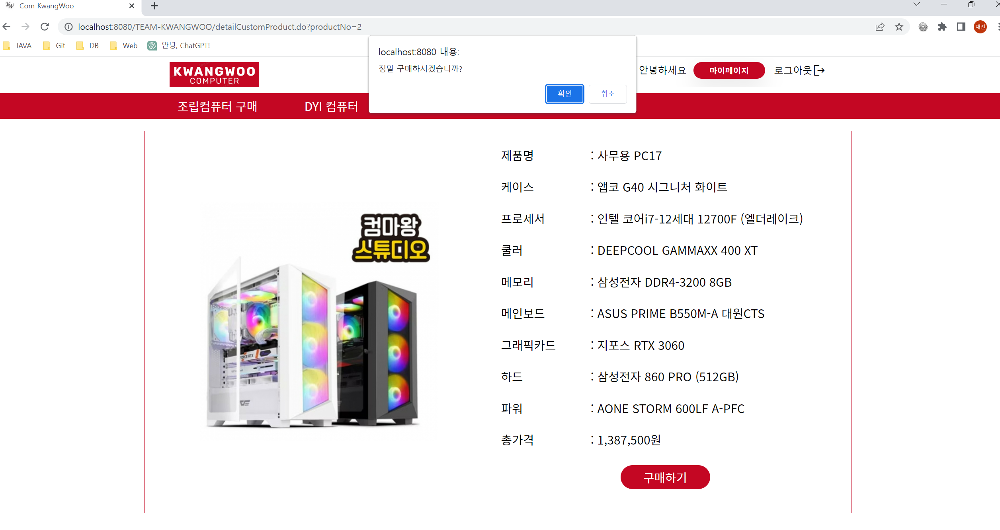 KW Com KwangWoo
localhost:8080/TEAM-KWANGWOO/detailCustomProduct.do?productNo=2
재진
JAVA Git DB Web 안녕, ChatGPT!
localhost:8080 내용:
정말 구매하시겠습니까?
확인 취소
KWANGWOO
COMPUTER
안녕하세요 마이페이지 로그아웃
조립컴퓨터 구매 DYI 컴퓨터
컴마왕
스튜디오
제품명 : 사무용 PC17
케이스 : 앱코 G40 시그니처 화이트
프로세서 : 인텔 코어i7-12세대 12700F (엘더레이크)
쿨러 : DEEPCOOL GAMMAXX 400 XT
메모리 : 삼성전자 DDR4-3200 8GB
메인보드 : ASUS PRIME B550M-A 대원CTS
그래픽카드 : 지포스 RTX 3060
하드 : 삼성전자 860 PRO (512GB)
파워 : AONE STORM 600LF A-PFC
총가격 : 1,387,500원
구매하기